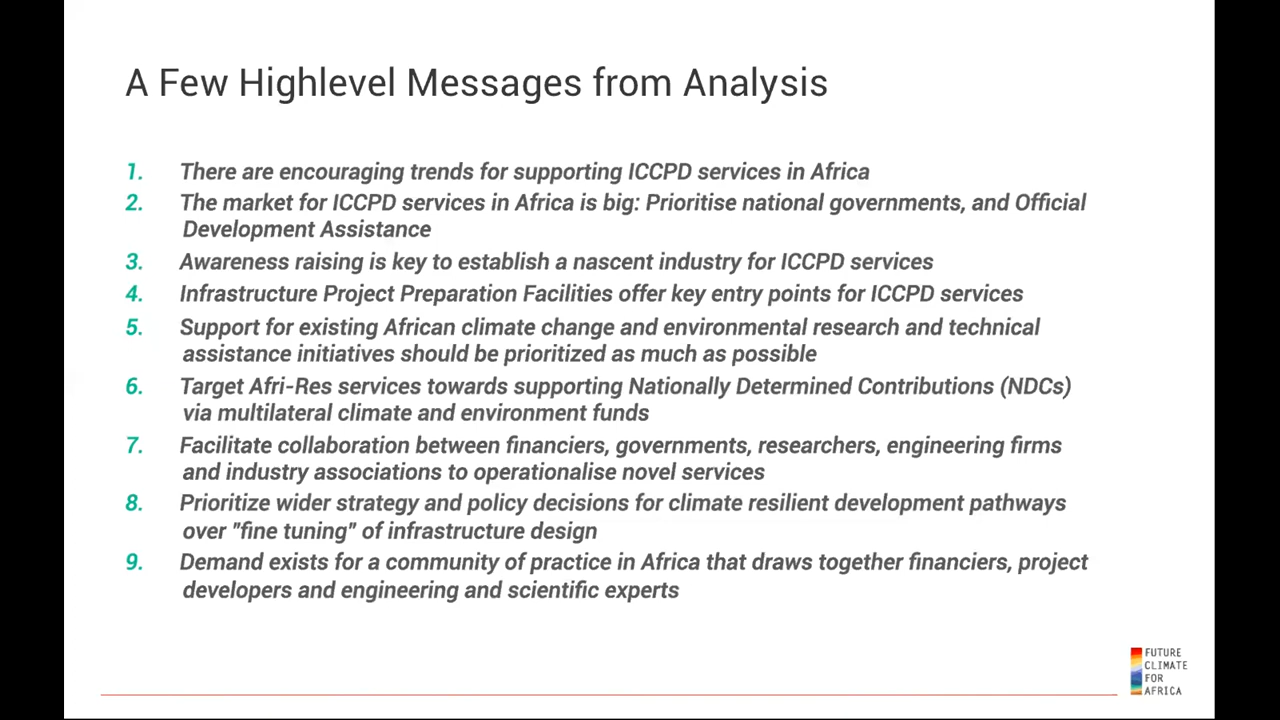 A Few Highlevel Messages from Analysis
1. There are encouraging trends for supporting ICCPD services in Africa
2. The market for ICCPD services in Africa is big: Prioritise national governments, and Official
Development Assistance
3. Awareness raising is key to establish a nascent industry for ICCPD services
4. Infrastructure Project Preparation Facilities offer key entry points for ICCPD services
5. Support for existing African climate change and environmental research and technical
assistance initiatives should be prioritized as much as possible
6. Target Afri-Res services towards supporting Nationally Determined Contributions (NDCs)
via multilateral climate and environment funds
7. Facilitate collaboration between financiers, governments, researchers, engineering firms
and industry associations to operationalise novel services
8. Prioritize wider strategy and policy decisions for climate resilient development pathways
over "fine tuning" of infrastructure design
9. Demand exists for a community of practice in Africa that draws together financiers, project
developers and engineering and scientific experts
FUTURE
CLIMATE
FOR
AFRICA